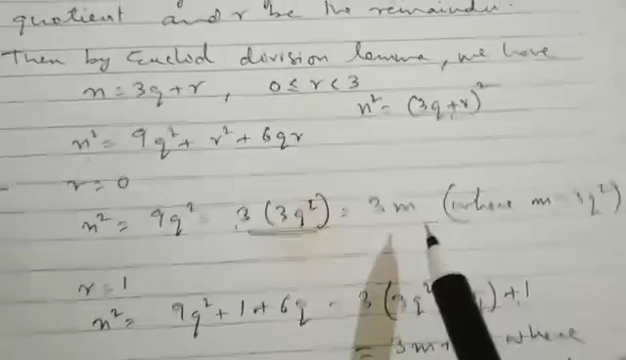 quotient and r be the remainder.
Then by Euclid division lemma, we have
n = 3q + r, 0 ≤ r < 3
n² = (3q + r)²
n² = 9q² + r² + 6qr
r = 0
n² = 9q² = 3(3q²) = 3m (where m = 3q²)
r = 1
n² = 9q² + 1 + 6q = 3(3q² ) + 1
= 3m+ where